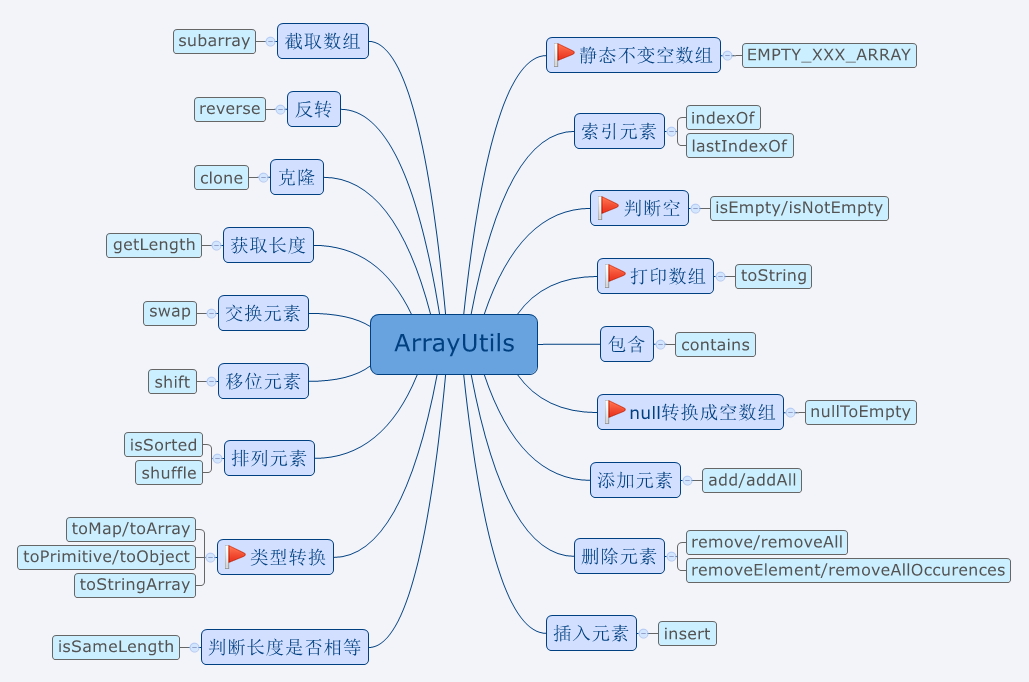 ArrayUtils
静态不变空数组
EMPTY_XXX_ARRAY
索引元素
indexOf
lastIndexOf
判断空
isEmpty/isNotEmpty
打印数组
toString
包含
contains
null转换成空数组
nullToEmpty
添加元素
add/addAll
删除元素
remove/removeAll
removeElement/removeAllOccurences
插入元素
insert
截取数组
subarray
反转
reverse
克隆
clone
获取长度
getLength
交换元素
swap
移位元素
shift
排列元素
isSorted
shuffle
类型转换
toMap/toArray
toPrimitive/toObject
toStringArray
判断长度是否相等
isSameLength